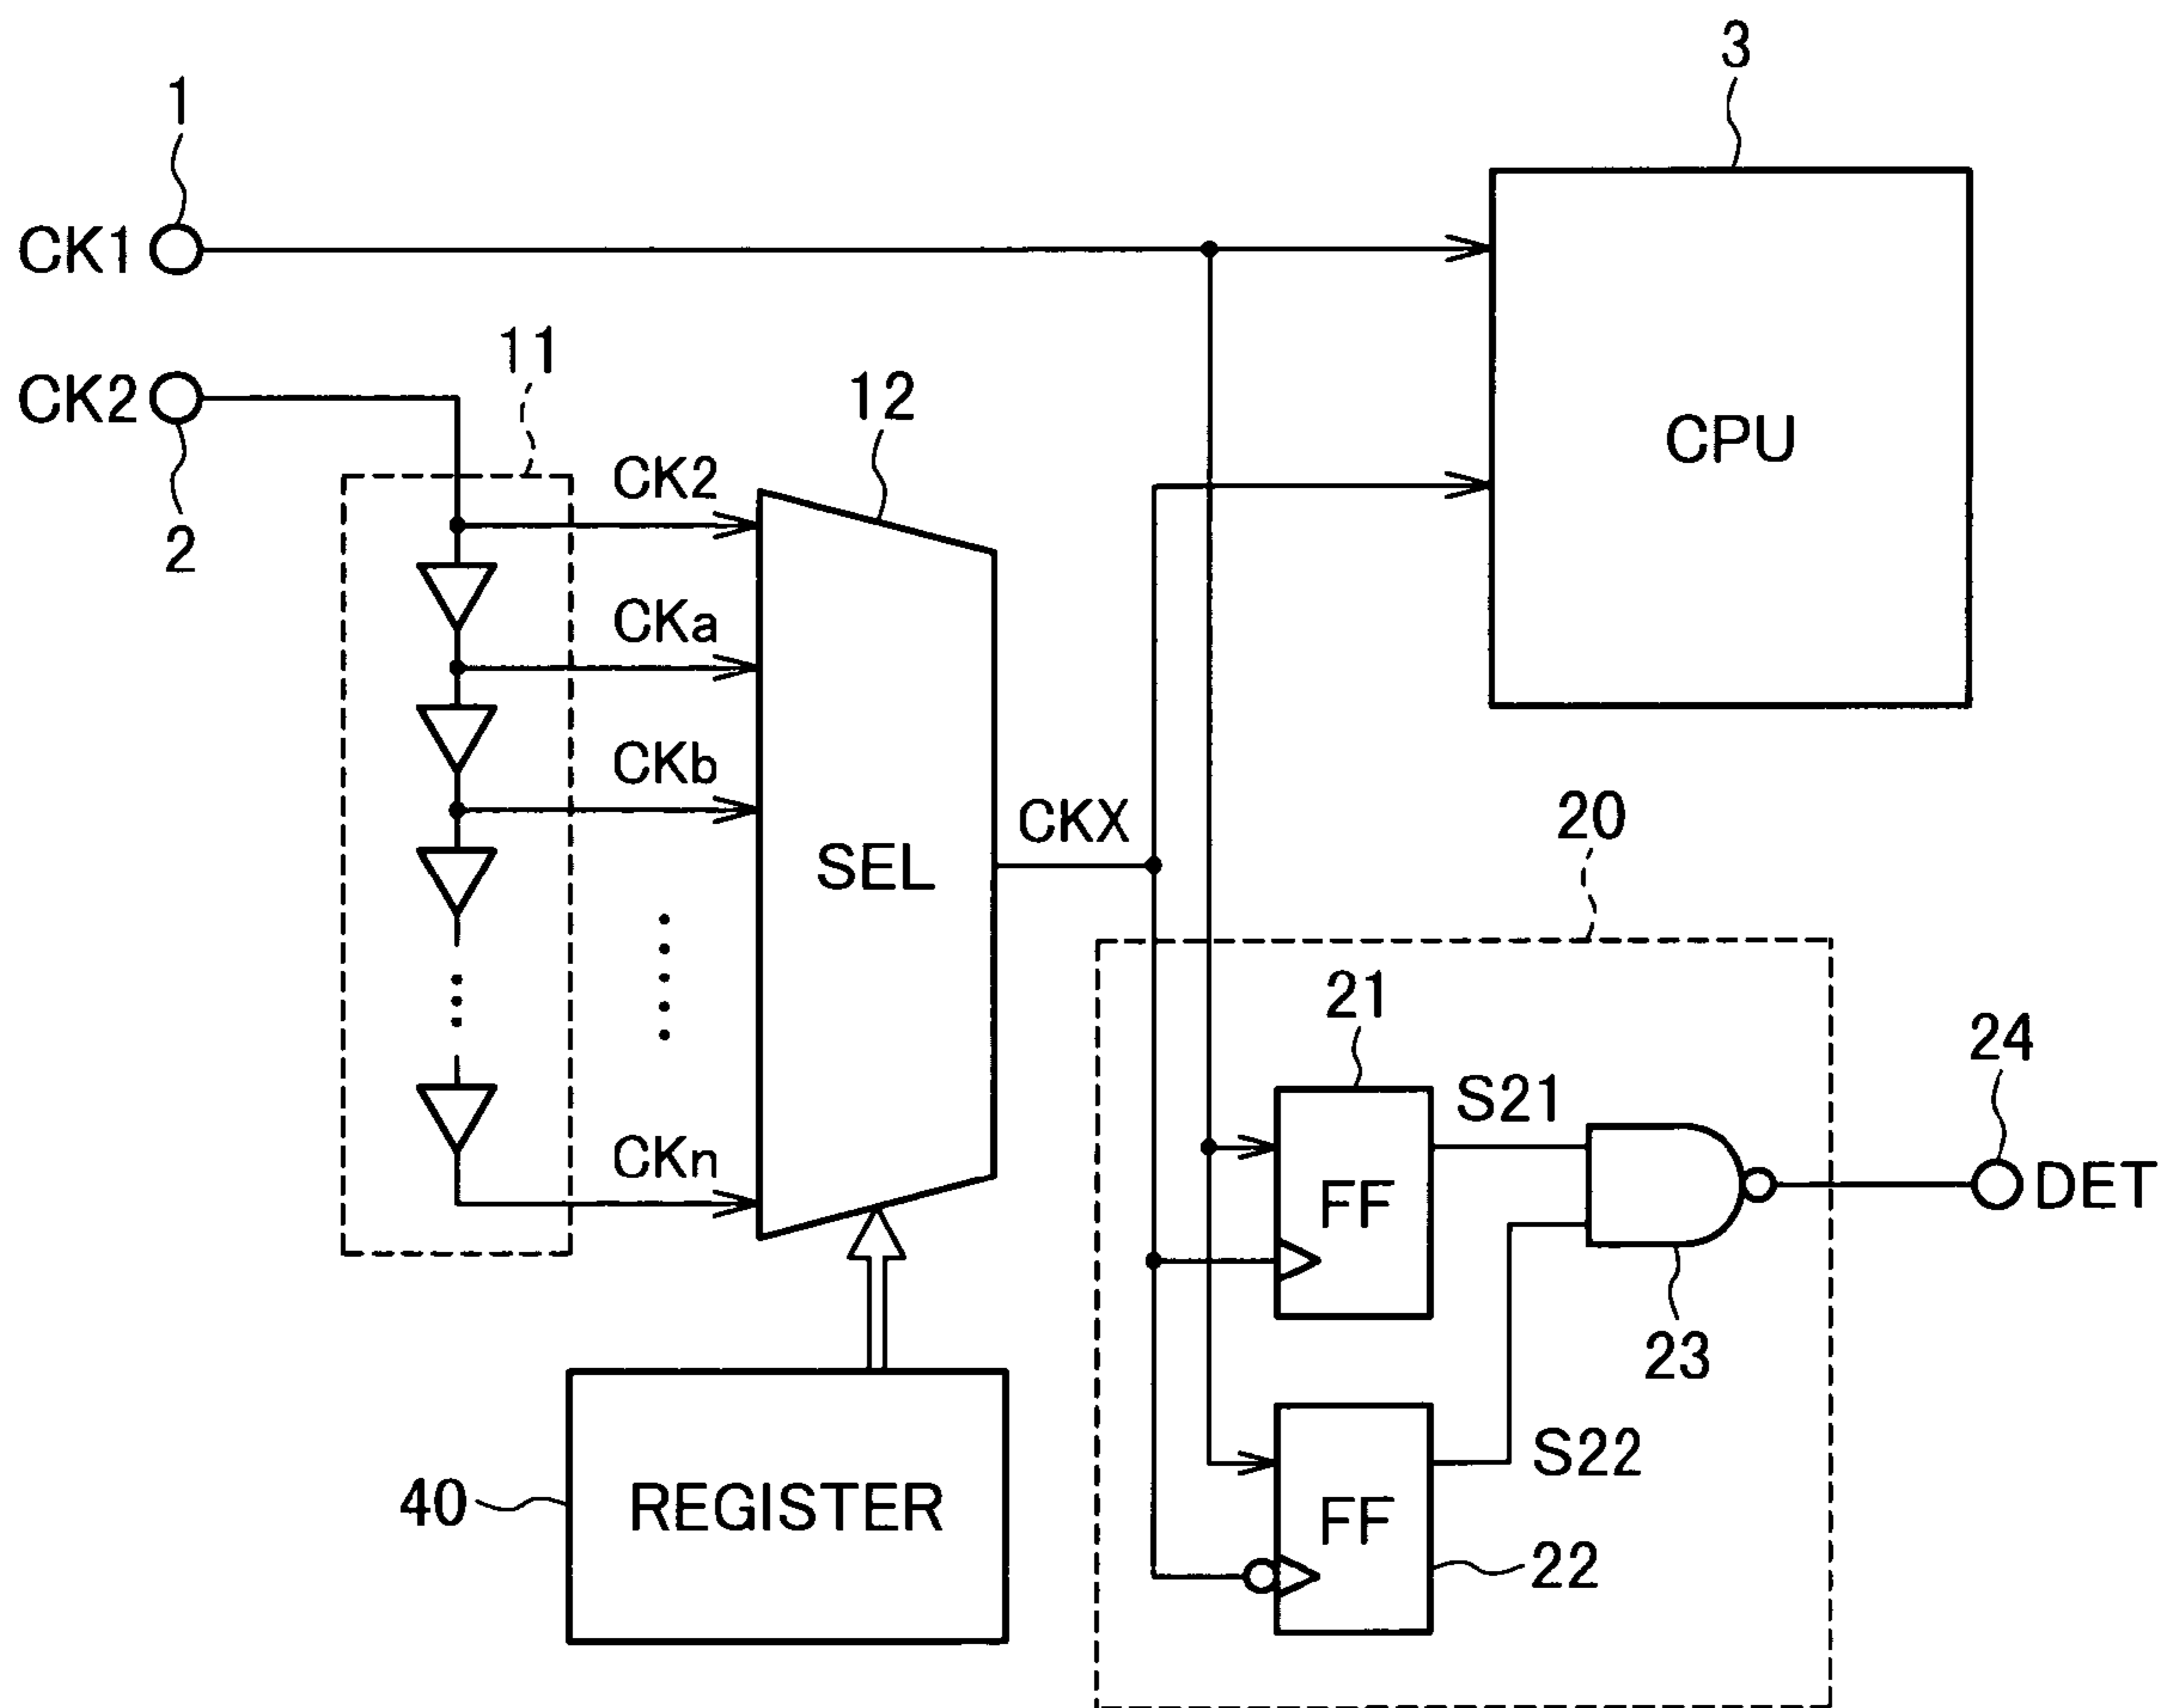 3
1
CK1
11
CK2
12
CK2
CPU
2
CKa
CKb
20
CKX
SEL
21
24
S21
CKn
FF
DET
23
S22
40
REGISTER
FF
22